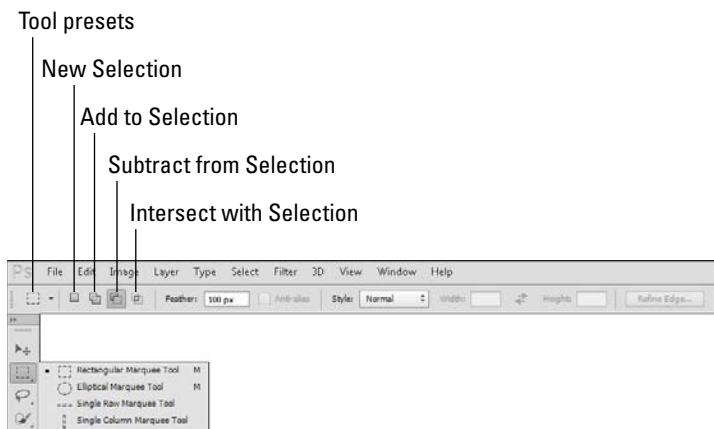 Tool presets
New Selection
Add to Selection
Subtract from Selection
Intersect with Selection
Ps File Edit Image Layer Type Select Filter 3D View Window Help
Feather: 100 px Anti-alias Style: Normal Width: Height: Refine Edge...
Rectangular Marquee Tool M
Elliptical Marquee Tool M
Single Row Marquee Tool
Single Column Marquee Tool